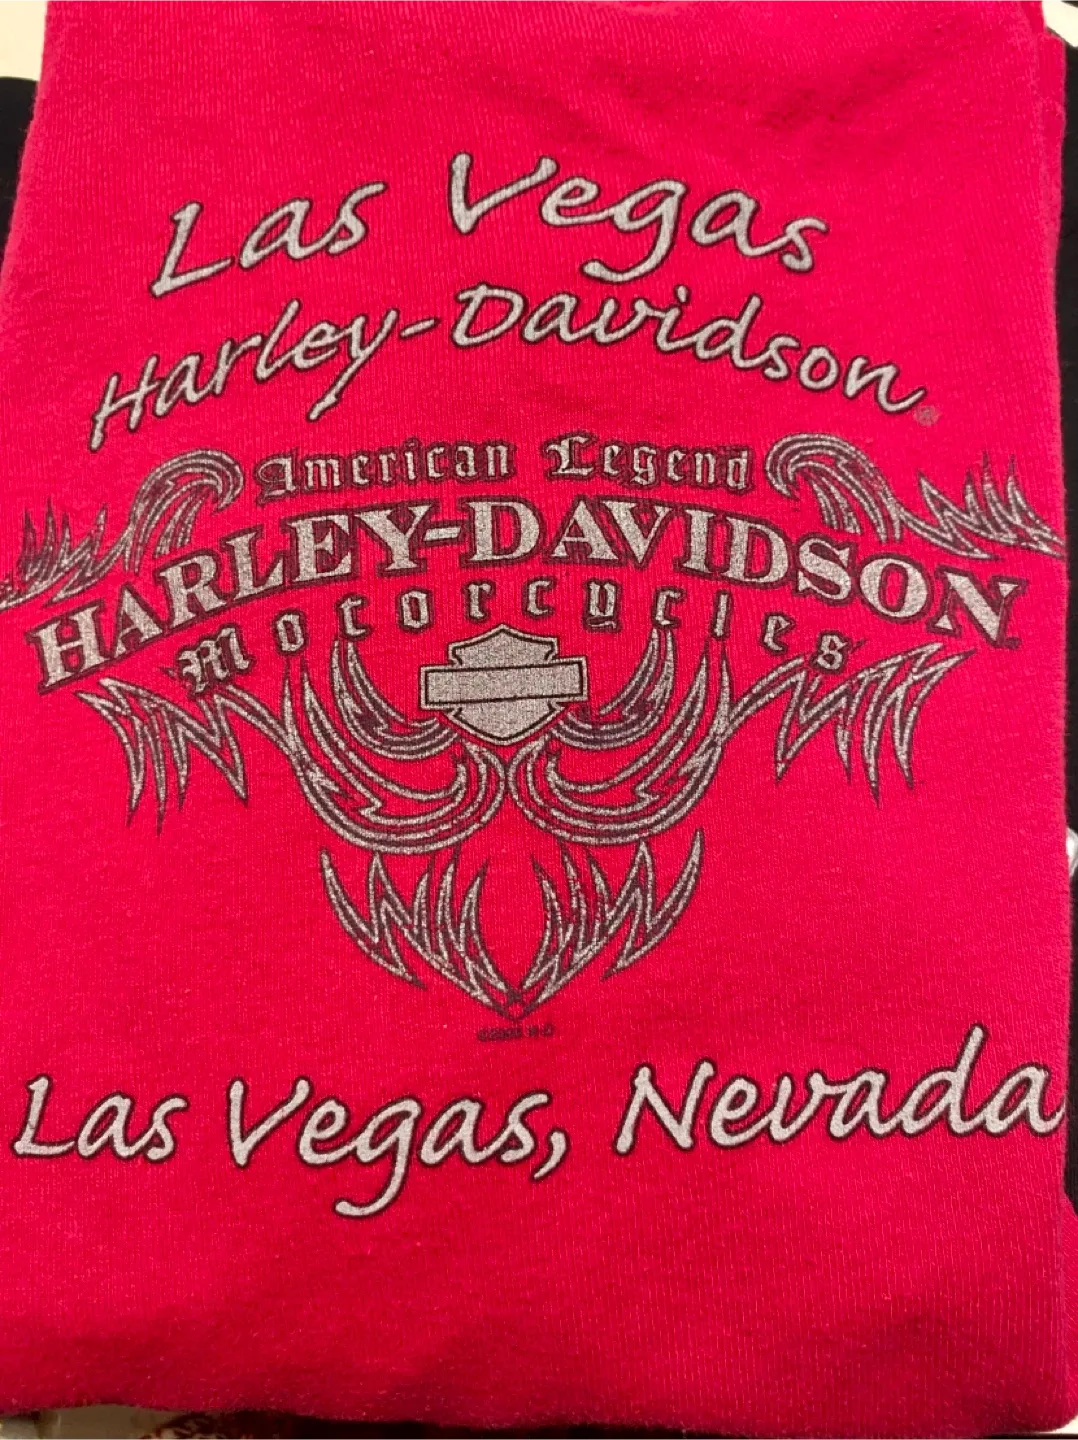 Las Vegas
Harley-Davidson®
American Legend
HARLEY-DAVIDSON
Motorcycles
Las Vegas, Nevada